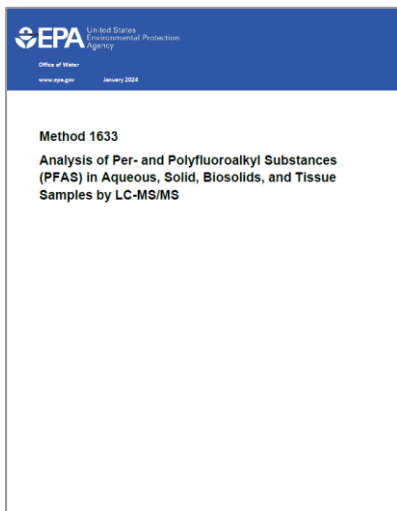 EPA
United States
Environmental Protection
Agency
Office of Water
www.epa.gov January 2024
Method 1633
Analysis of Per- and Polyfluoroalkyl Substances
(PFAS) in Aqueous, Solid, Biosolids, and Tissue
Samples by LC-MS/MS